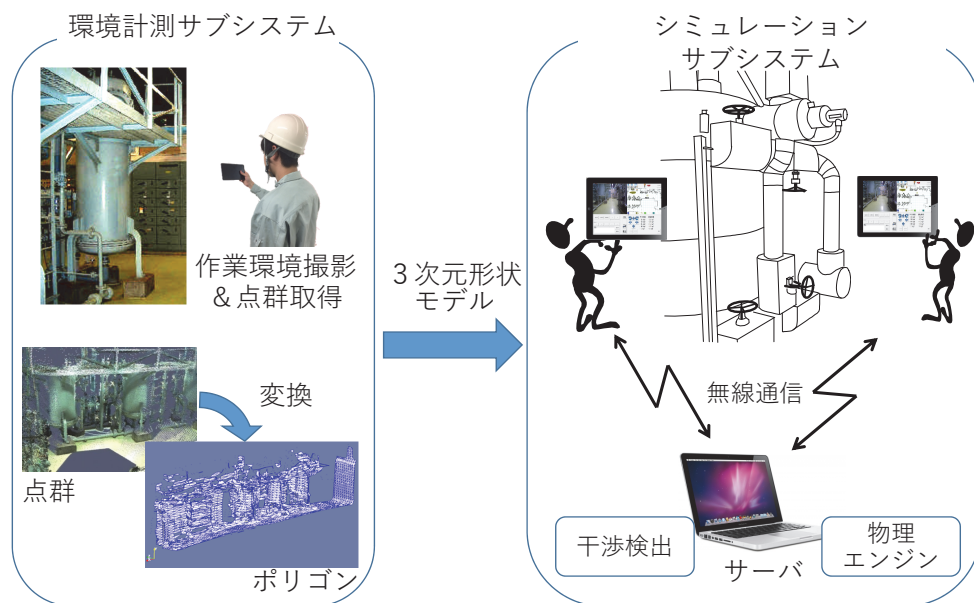 環境計測サブシステム
作業環境撮影
＆点群取得
変換
点群
ポリゴン
３次元形状
モデル
シミュレーション
サブシステム
無線通信
干渉検出
サーバ
物理
エンジン